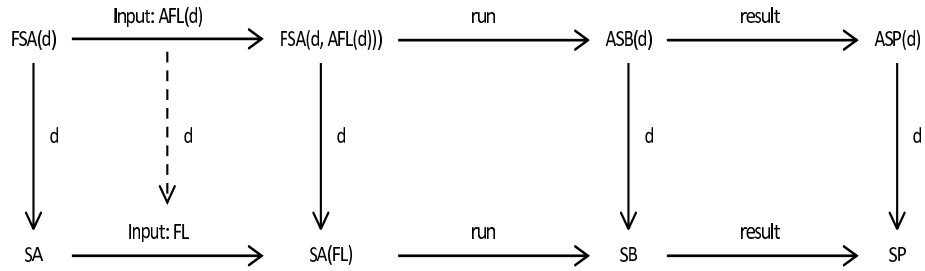 Input: AFL(d) run result
FSA(d) FSA(d, AFL(d))) ASB(d) ASP(d)
d d d d d
Input: FL run result
SA SA(FL) SB SP